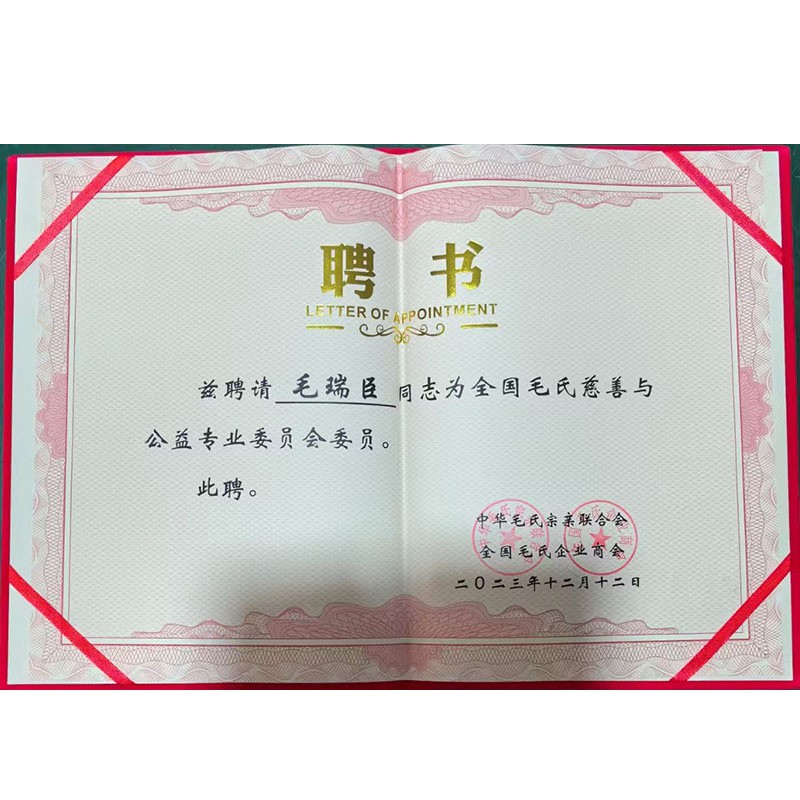 聘书
LETTER OF APPOINTMENT
兹聘请 毛瑞臣 同志为全国毛氏慈善与
公益专业委员会委员。
此聘。
中华毛氏宗亲联合会
全国毛氏企业商会
二〇二三年十二月十二日